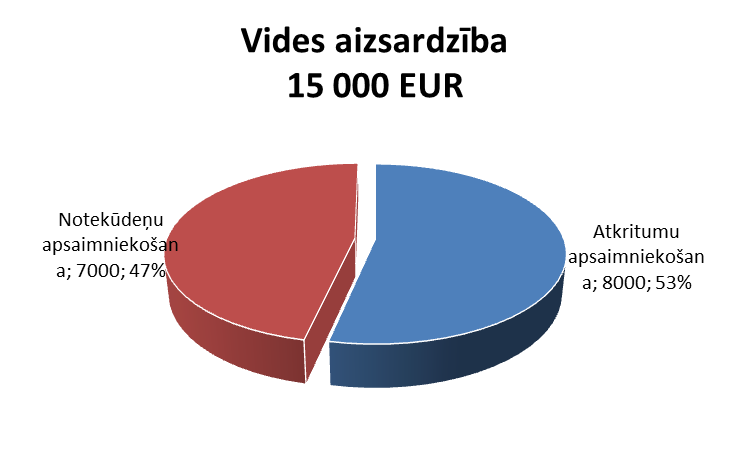 Vides aizsardzība
15 000 EUR
Notekūdeņu
apsaimniekošan
a; 7000; 47%
Atkritumu
apsaimniekošan
a; 8000; 53%